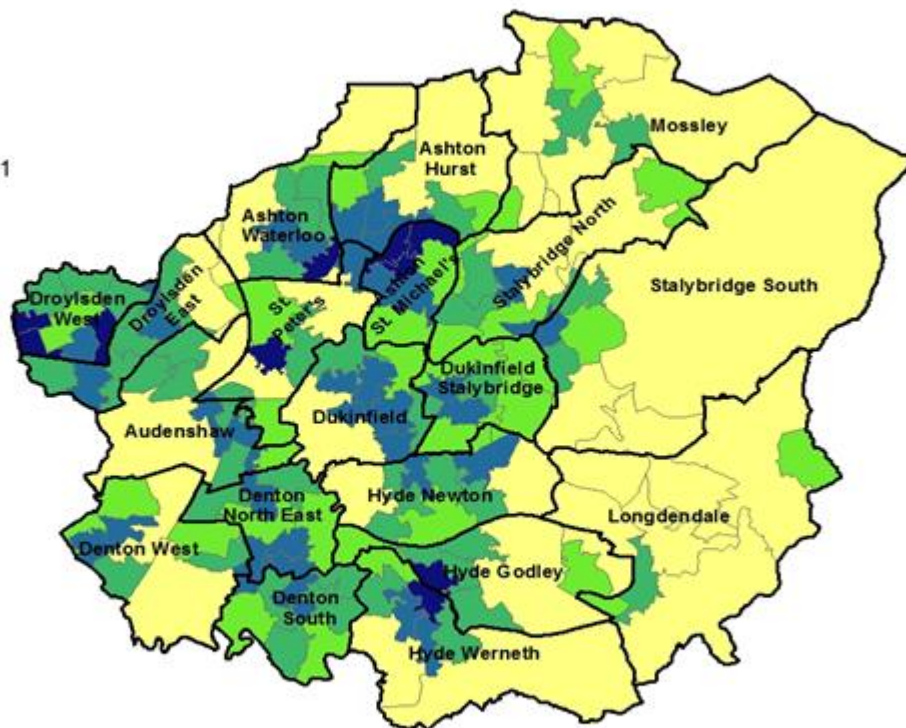 1
Mossley
Ashton
Hurst
Ashton
Waterloo
Stalybridge North
Ashton
St. Michael's
St.
Peter's
Droylsden
East
Droylsden
West
Stalybridge South
Dukinfield
Stalybridge
Dukinfield
Audenshaw
Denton
North East
Hyde Newton
Longdendale
Denton West
Hyde Godley
Denton
South
Hyde Werneth